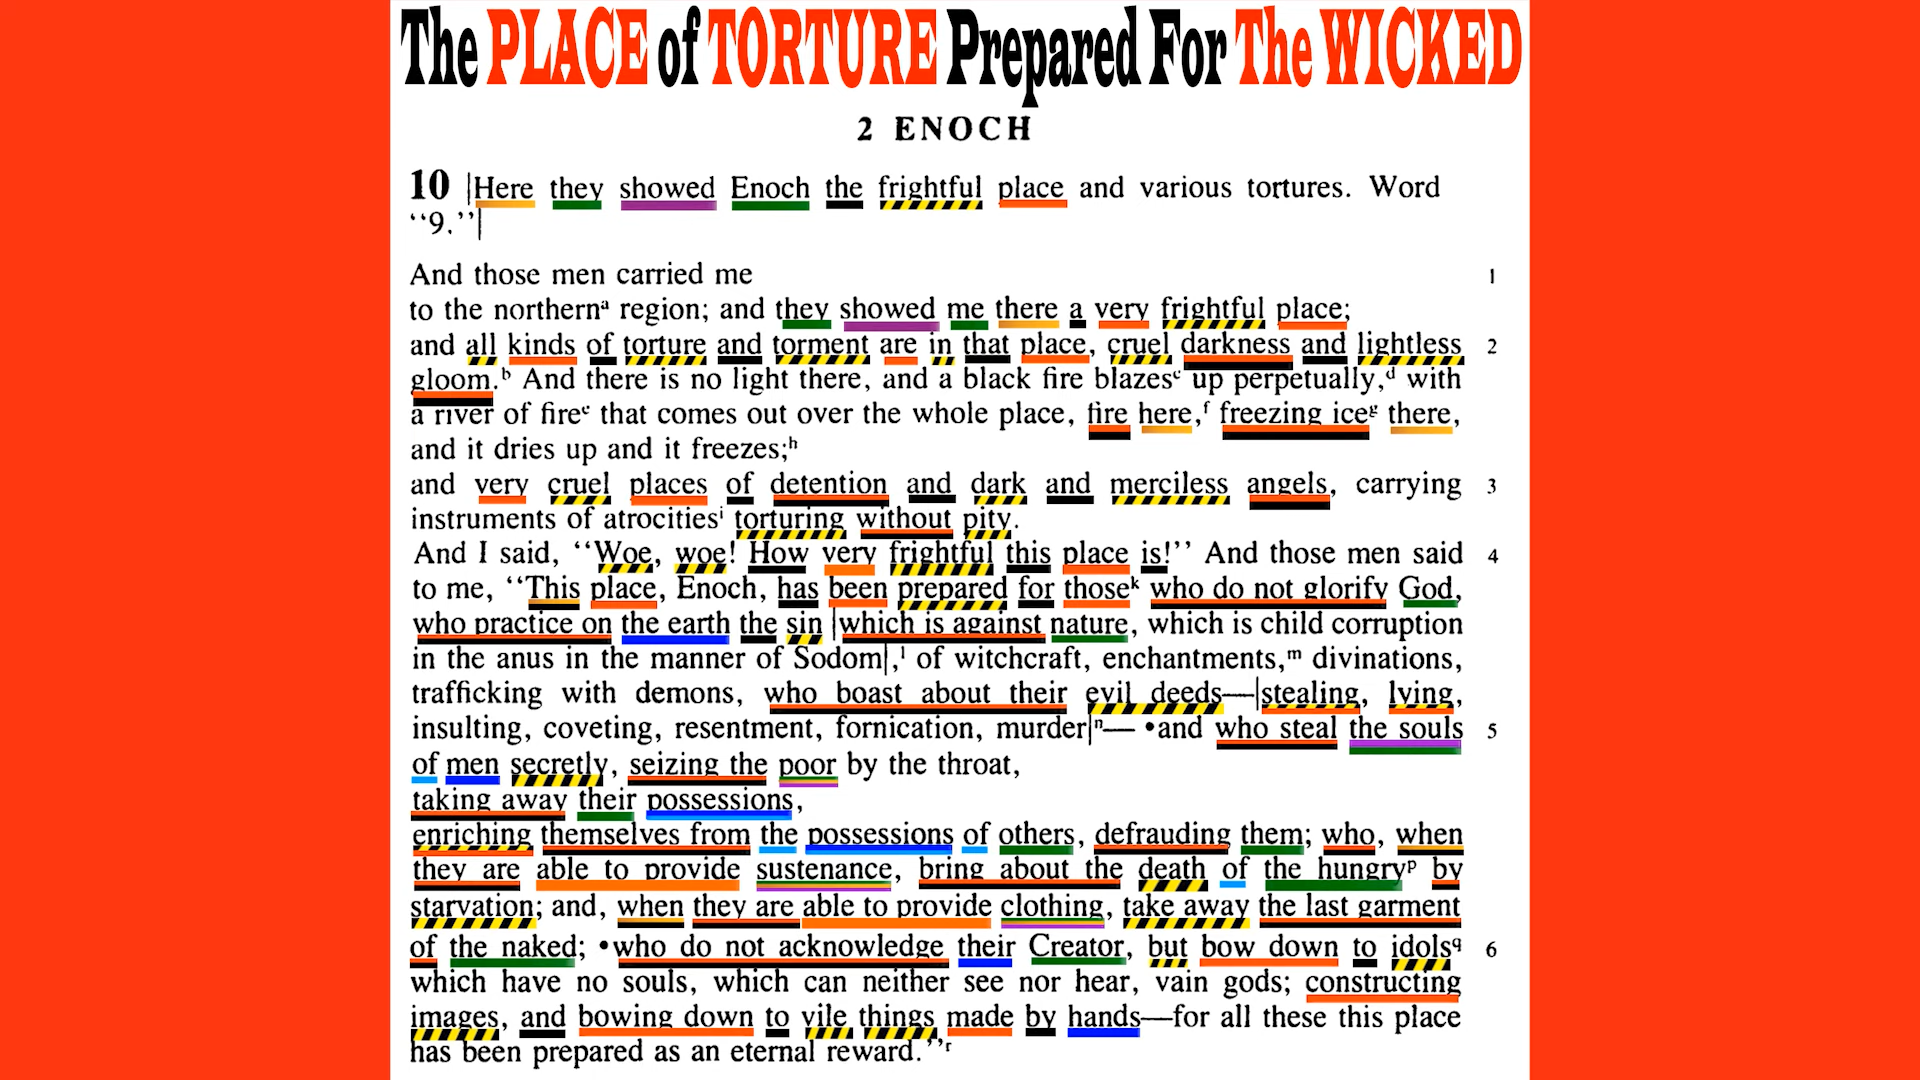 The PLACE of TORTURE Prepared For The WICKED
2 ENOCH
10 |Here they showed Enoch the frightful place and various tortures. Word
‘‘9.’’|
And those men carried me 1
to the northernᵃ region; and they showed me there a very frightful place;
and all kinds of torture and torment are in that place, cruel darkness and lightless 2
gloom.ᵇ And there is no light there, and a black fire blazesᶜ up perpetually,ᵈ with
a river of fireᵉ that comes out over the whole place, fire here,ᶠ freezing iceᵍ there,
and it dries up and it freezes;ʰ
and very cruel places of detention and dark and merciless angels, carrying 3
instruments of atrocitiesⁱ torturing without pity.
And I said, ‘‘Woe, woe! How very frightful this place is!’’ And those men said 4
to me, ‘‘This place, Enoch, has been prepared for thoseᵏ who do not glorify God,
who practice on the earth the sin |which is against nature, which is child corruption
in the anus in the manner of Sodom|,ˡ of witchcraft, enchantments,ᵐ divinations,
trafficking with demons, who boast about their evil deeds—|stealing, lying,
insulting, coveting, resentment, fornication, murder|ⁿ— •and who steal the souls 5
of men secretly, seizing the poor by the throat,
taking away their possessions,
enriching themselves from the possessions of others, defrauding them; who, when
they are able to provide sustenance, bring about the death of the hungryᵖ by
starvation; and, when they are able to provide clothing, take away the last garment
of the naked; •who do not acknowledge their Creator, but bow down to idols𐞥 6
which have no souls, which can neither see nor hear, vain gods; constructing
images, and bowing down to vile things made by hands—for all these this place
has been prepared as an eternal reward.’’ʳ